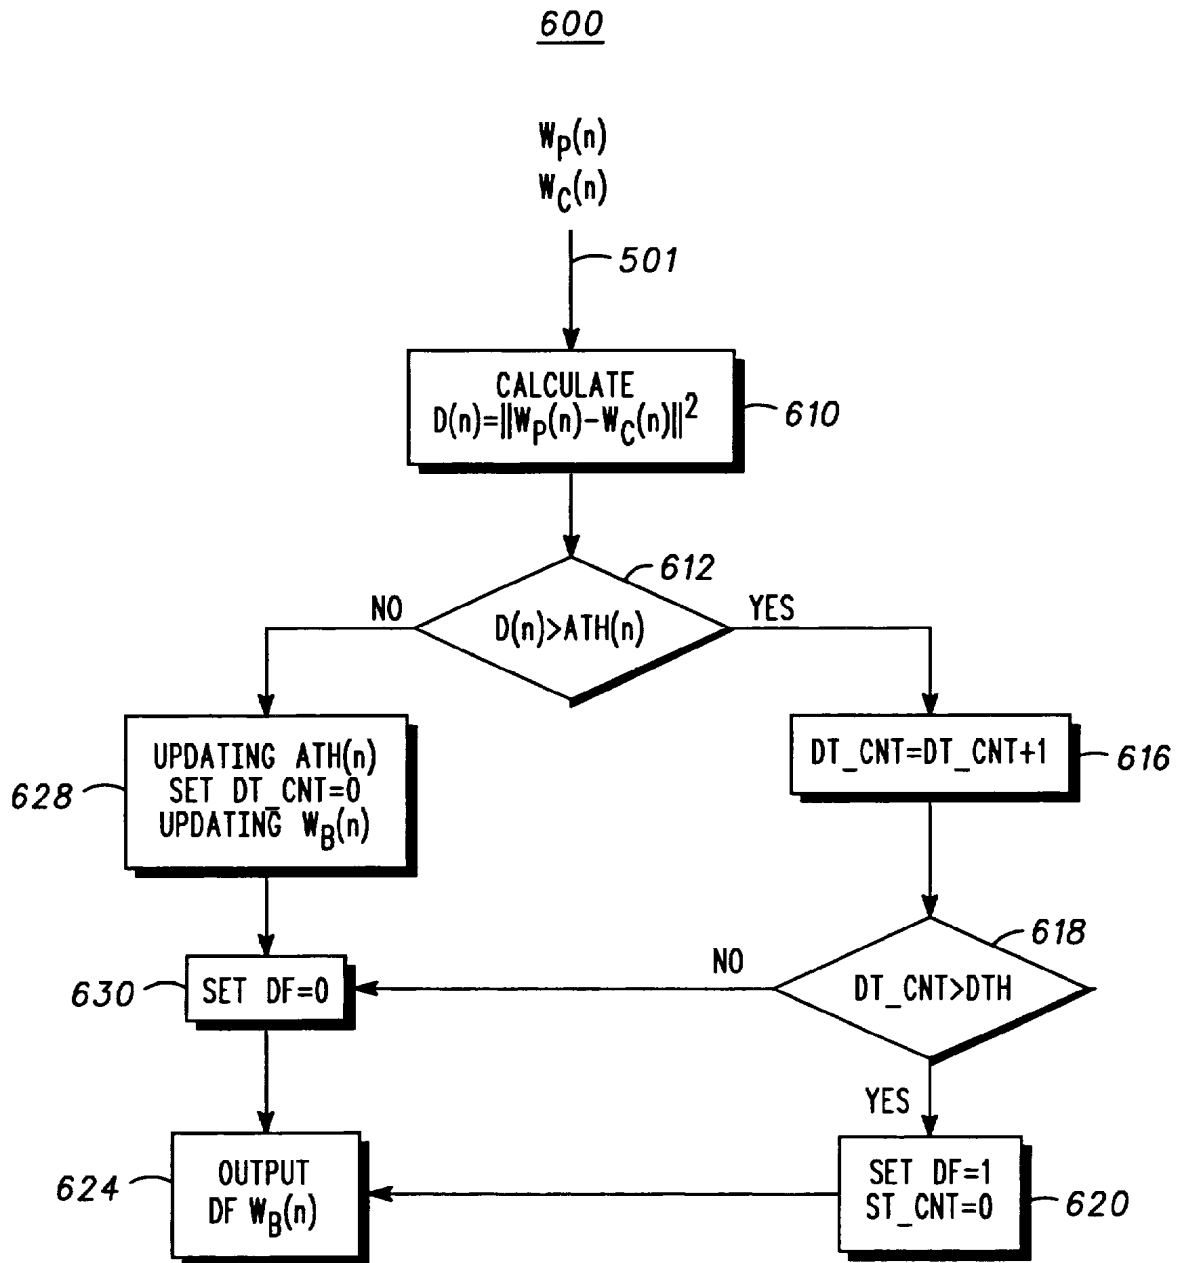 600
W_P(n)
W_C(n)
501
CALCULATE
D(n)=||W_P(n)-W_C(n)||²
610
612
NO
D(n)>ATH(n)
YES
UPDATING ATH(n)
SET DT_CNT=0
UPDATING W_B(n)
628
DT_CNT=DT_CNT+1
616
618
NO
DT_CNT>DTH
SET DF=0
630
YES
OUTPUT
DF W_B(n)
624
SET DF=1
ST_CNT=0
620